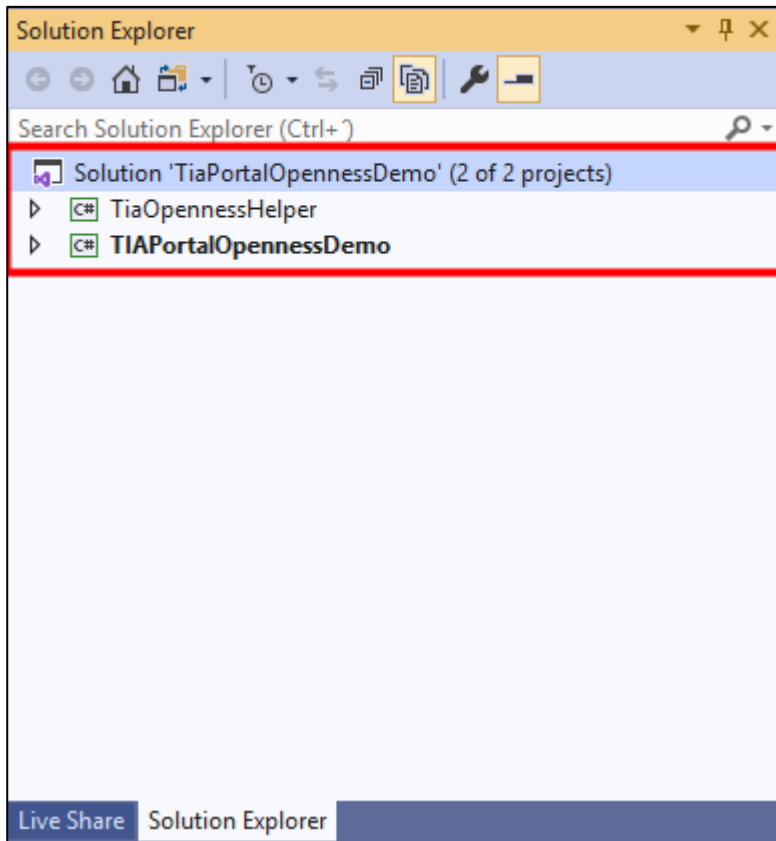 Solution Explorer
Search Solution Explorer (Ctrl+´)
Solution 'TiaPortalOpennessDemo' (2 of 2 projects)
C# TiaOpennessHelper
C# TIAPortalOpennessDemo
Live Share Solution Explorer